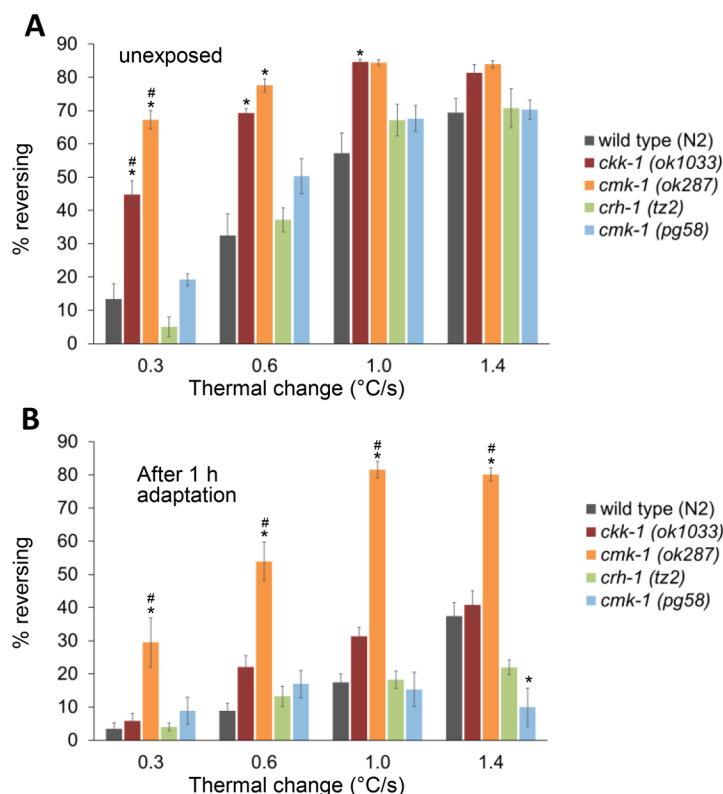 A
unexposed
90
80
70
60
50
40
30
20
10
0
% reversing
#
*
#
*
*
*
*
0.3 0.6 1.0 1.4
Thermal change (°C/s)
wild type (N2)
ckk-1 (ok1033)
cmk-1 (ok287)
crh-1 (tz2)
cmk-1 (pg58)
B
After 1 h
adaptation
90
80
70
60
50
40
30
20
10
0
% reversing
#
*
#
*
#
*
#
*
*
0.3 0.6 1.0 1.4
Thermal change (°C/s)
wild type (N2)
ckk-1 (ok1033)
cmk-1 (ok287)
crh-1 (tz2)
cmk-1 (pg58)